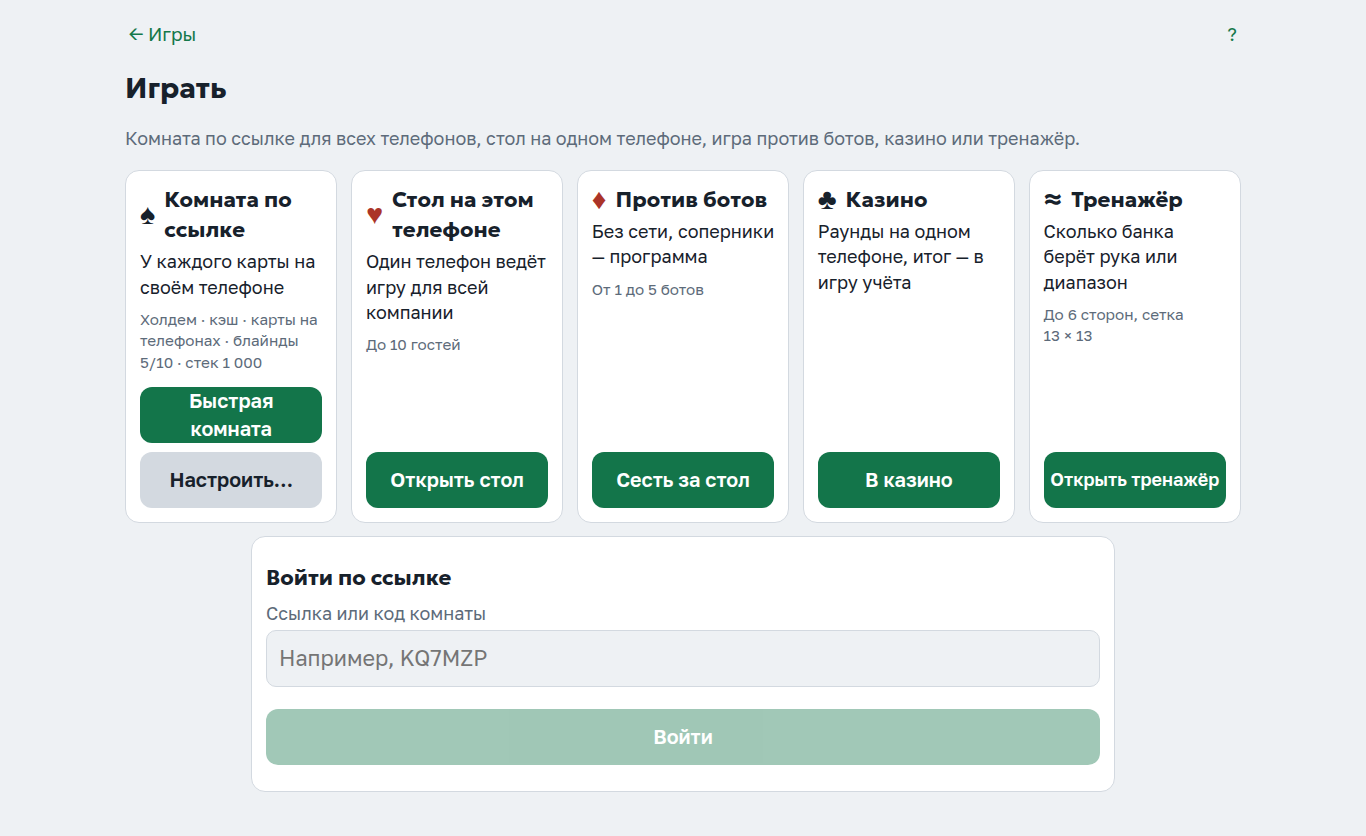 ← Игры
?
Играть
Комната по ссылке для всех телефонов, стол на одном телефоне, игра против ботов, казино или тренажёр.
♠ Комната по
ссылке
У каждого карты на
своём телефоне
Холдем · кэш · карты на
телефонах · блайнды
5/10 · стек 1 000
Быстрая
комната
Настроить...
♥ Стол на этом
телефоне
Один телефон ведёт
игру для всей
компании
До 10 гостей
Открыть стол
♦ Против ботов
Без сети, соперники
— программа
От 1 до 5 ботов
Сесть за стол
♣ Казино
Раунды на одном
телефоне, итог — в
игру учёта
В казино
≈ Тренажёр
Сколько банка
берёт рука или
диапазон
До 6 сторон, сетка
13 × 13
Открыть тренажёр
Войти по ссылке
Ссылка или код комнаты
Например, KQ7MZP
Войти